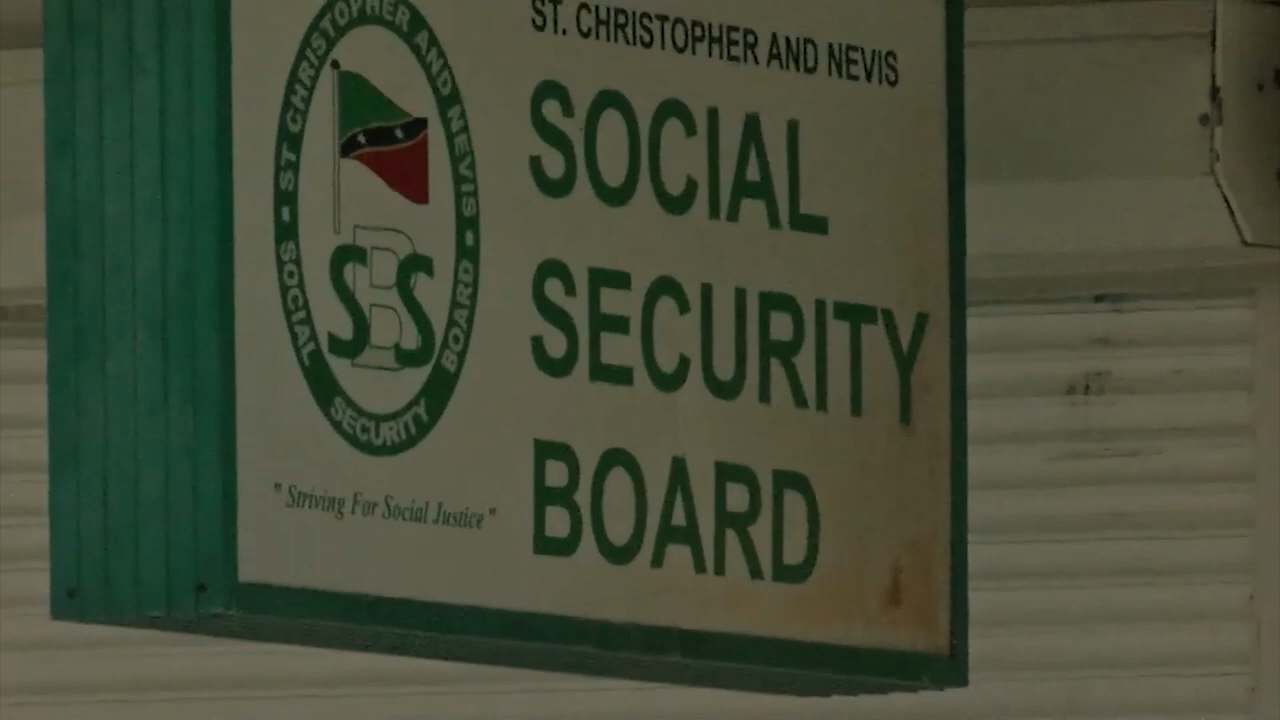 ST CHRISTOPHER AND NEVIS
SOCIAL SECURITY BOARD
SBS
" Striving For Social Justice "
ST. CHRISTOPHER AND NEVIS
SOCIAL
SECURITY
BOARD